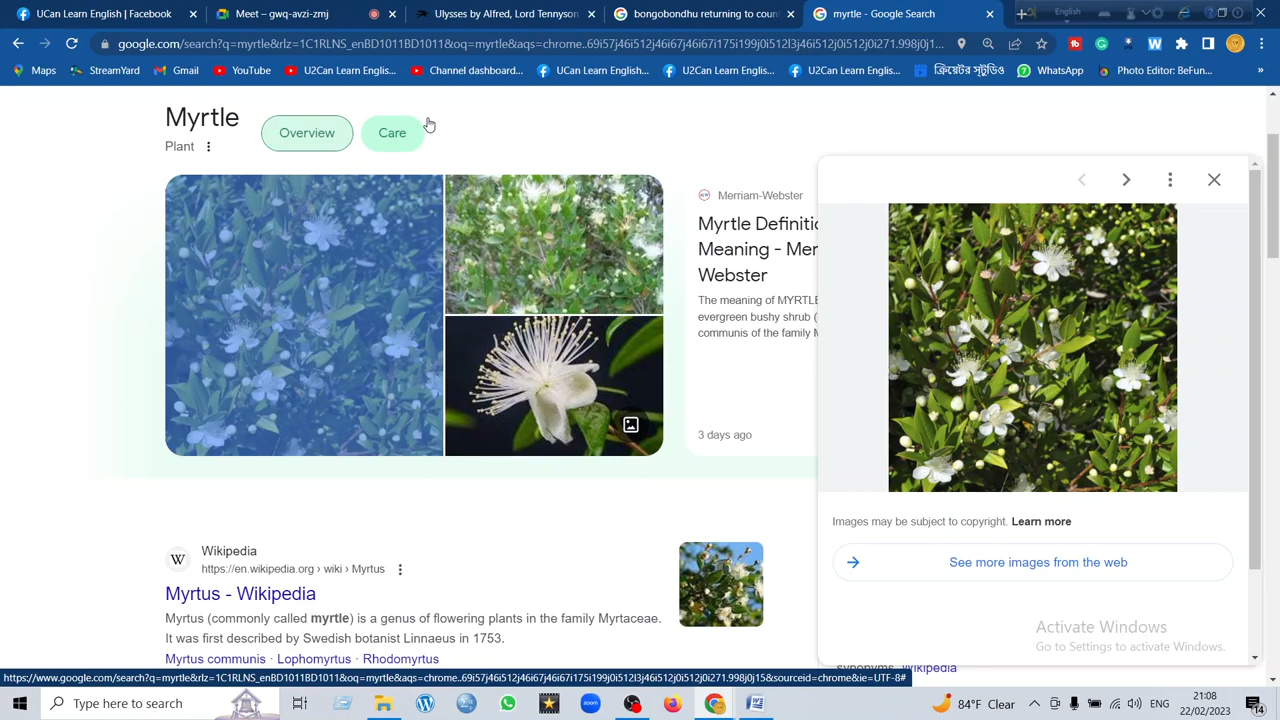 Facebook
Meet – gwq-avzi-zmj
Ulysses by Alfred, Lord Tennyson
bongobondhu returning to coun
myrtle - Google Search
English
google.com/search?q=myrtle&rlz=1C1RLNS_enBD1011BD1011&oq=myrtle&aqs=chrome..69i57j46i512j46i67j46i67i175i199j0i512l3j46i512j0i271.998j0j1...
Maps
StreamYard
Gmail
YouTube
U2Can Learn Englis...
Channel dashboard...
UCan Learn English...
U2Can Learn Englis...
U2Can Learn Englis...
ক্রিয়েটর স্টুডিও
WhatsApp
Photo Editor: BeFun...
»
Myrtle
Plant
Overview
Care
Merriam-Webster
Myrtle Definitio
Meaning - Mer
Webster
The meaning of MYRTLE
evergreen bushy shrub (
communis of the family M
3 days ago
Images may be subject to copyright. Learn more
See more images from the web
W
Wikipedia
https://en.wikipedia.org › wiki › Myrtus
Myrtus - Wikipedia
Myrtus (commonly called myrtle) is a genus of flowering plants in the family Myrtaceae.
It was first described by Swedish botanist Linnaeus in 1753.
Myrtus communis · Lophomyrtus · Rhodomyrtus
Activate Windows
Go to Settings to activate Windows.
synonyms. Wikipedia
https://www.google.com/search?q=myrtle&rlz=1C1RLNS_enBD1011BD1011&oq=myrtle&aqs=chrome..69i57j46i512j46i67j46i67i175i199j0i512l3j46i512j0i271.998j0j15&sourceid=chrome&ie=UTF-8#
Type here to search
zoom
84°F Clear
ENG
21:08
22/02/2023
14